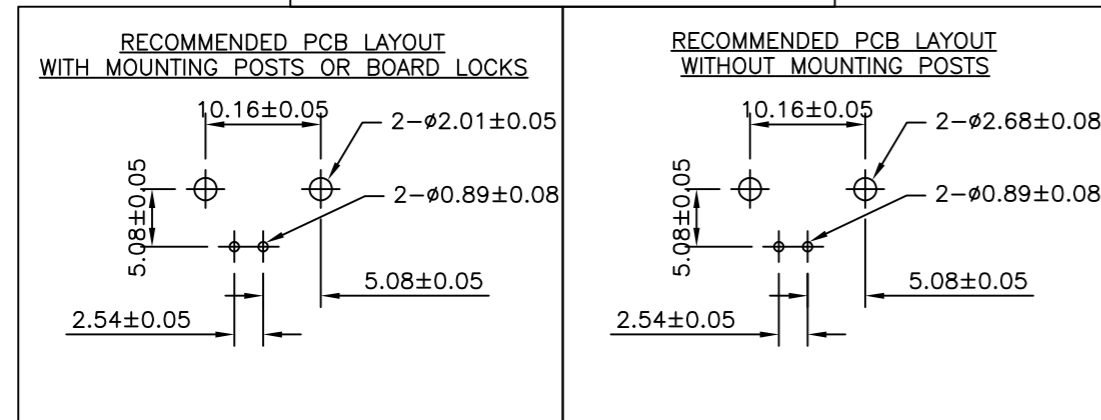 RECOMMENDED PCB LAYOUT
WITH MOUNTING POSTS OR BOARD LOCKS
10.16±0.05
2-ø2.01±0.05
5.08±0.05
2-ø0.89±0.08
5.08±0.05
2.54±0.05
RECOMMENDED PCB LAYOUT
WITHOUT MOUNTING POSTS
10.16±0.05
2-ø2.68±0.08
5.08±0.05
2-ø0.89±0.08
5.08±0.05
2.54±0.05